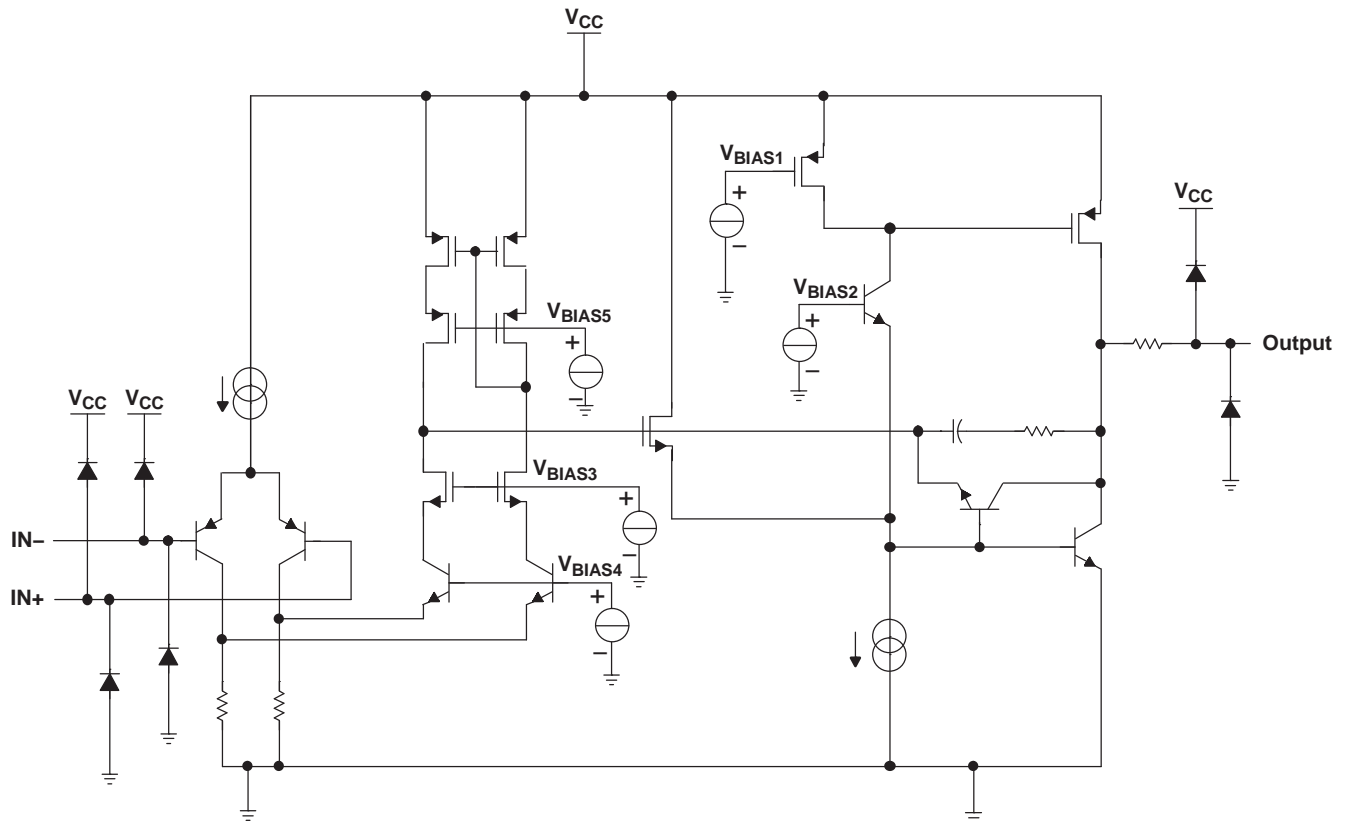 VCC
VBIAS1
VCC
VBIAS2
VBIAS5
Output
VCC
VCC
VBIAS3
IN–
VBIAS4
IN+
+
–
+
–
+
–
+
–
+
–